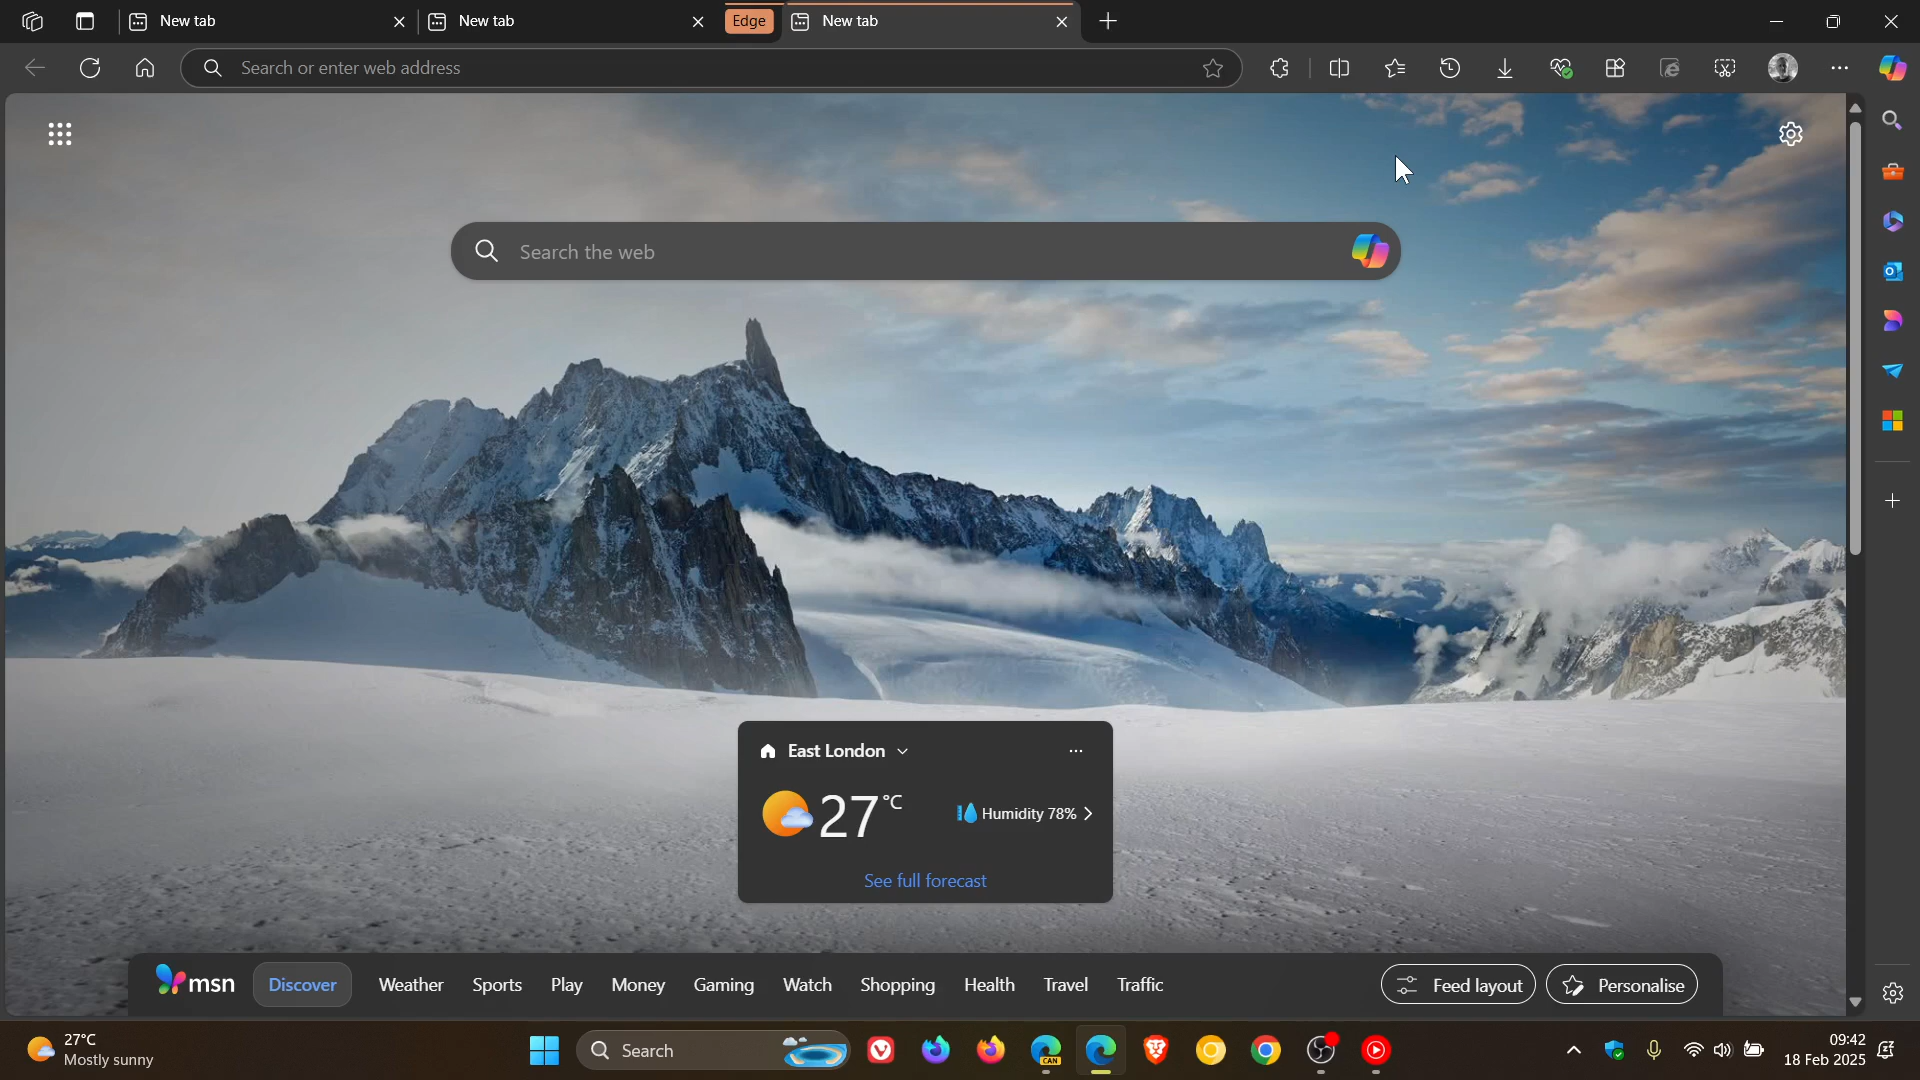 New tab
New tab
Edge
New tab
Search or enter web address
Search the web
East London
27 °C
Humidity 78%
See full forecast
msn
Discover
Weather
Sports
Play
Money
Gaming
Watch
Shopping
Health
Travel
Traffic
Feed layout
Personalise
27°C
Mostly sunny
Search
CAN
09:42
18 Feb 2025